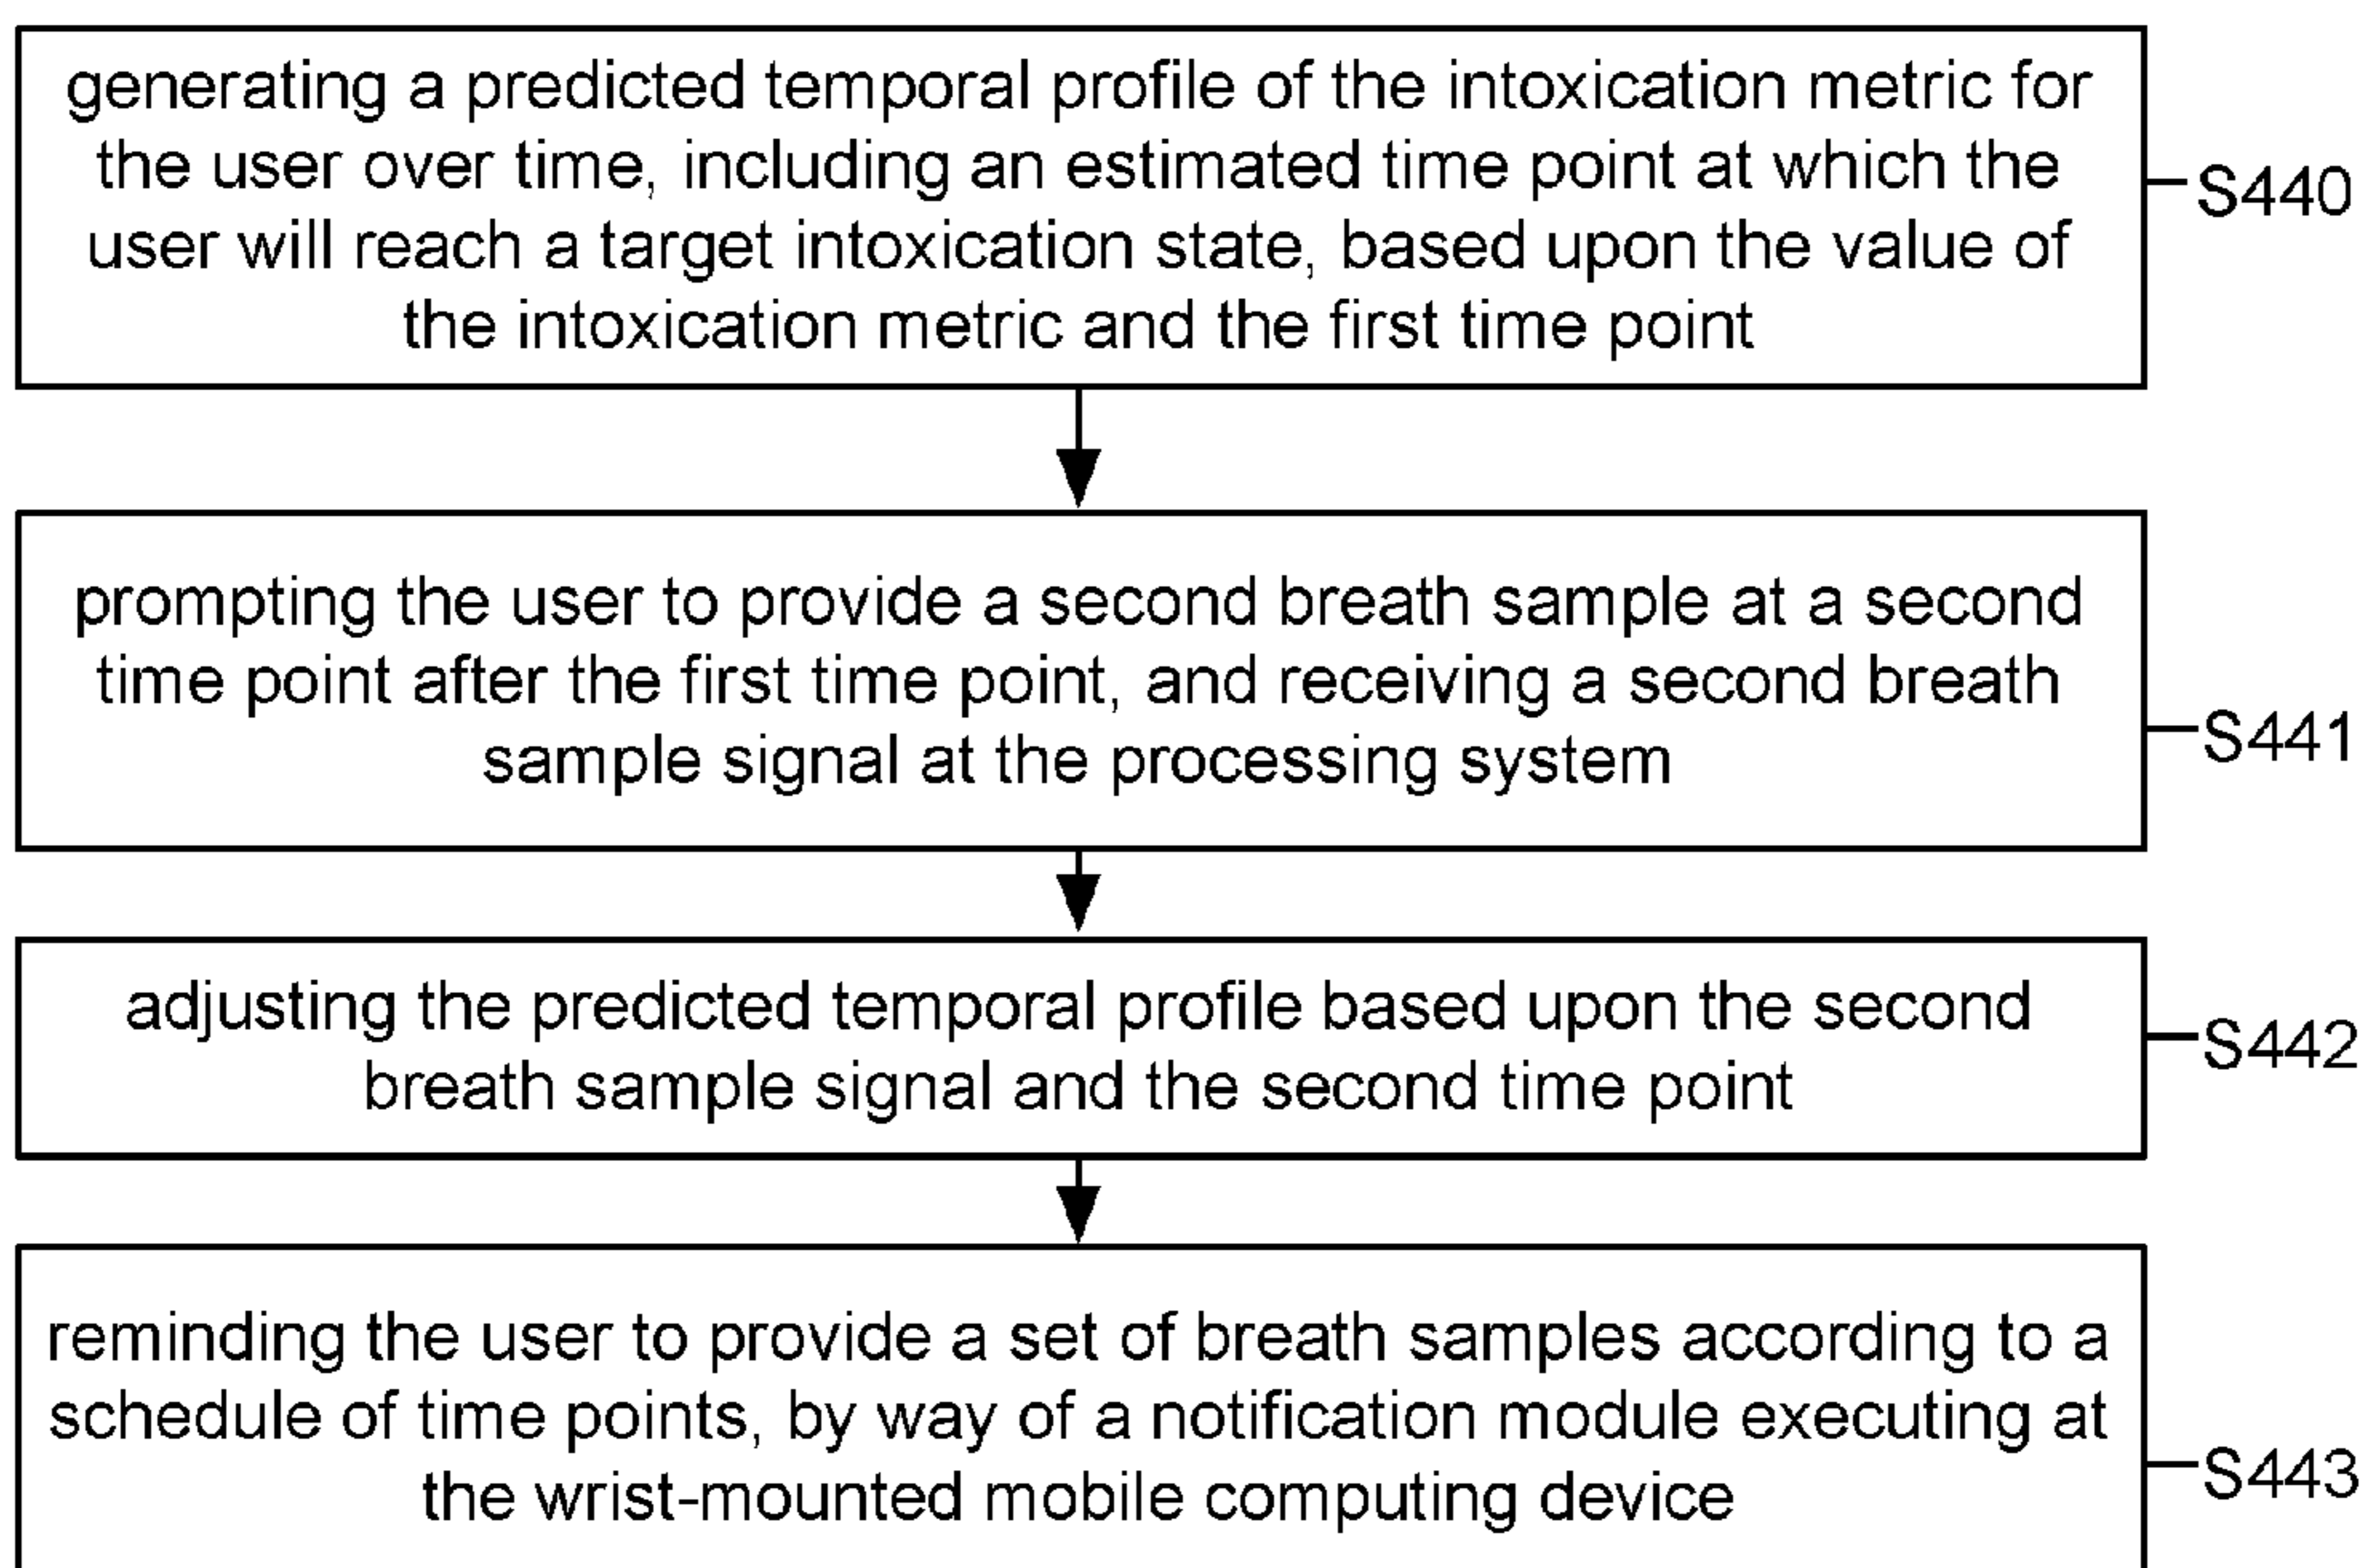 generating a predicted temporal profile of the intoxication metric for
the user over time, including an estimated time point at which the
user will reach a target intoxication state, based upon the value of
the intoxication metric and the first time point
S440
prompting the user to provide a second breath sample at a second
time point after the first time point, and receiving a second breath
sample signal at the processing system
S441
adjusting the predicted temporal profile based upon the second
breath sample signal and the second time point
S442
reminding the user to provide a set of breath samples according to a
schedule of time points, by way of a notification module executing at
the wrist-mounted mobile computing device
S443